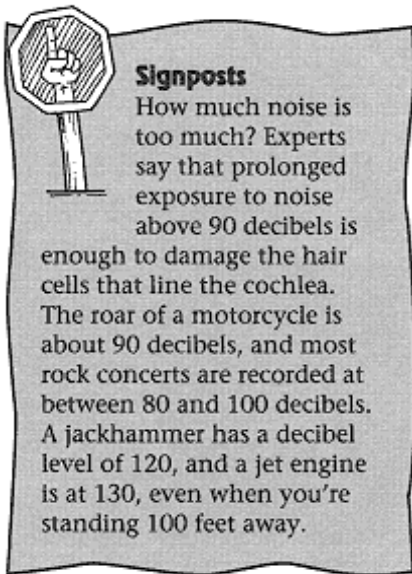 Signposts
How much noise is
too much? Experts
say that prolonged
exposure to noise
above 90 decibels is
enough to damage the hair
cells that line the cochlea.
The roar of a motorcycle is
about 90 decibels, and most
rock concerts are recorded at
between 80 and 100 decibels.
A jackhammer has a decibel
level of 120, and a jet engine
is at 130, even when you're
standing 100 feet away.